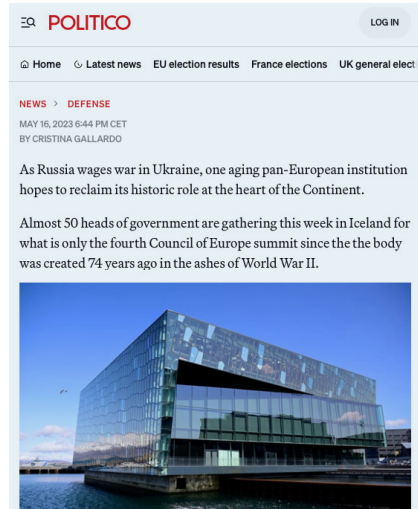 POLITICO
LOG IN
Home Latest news EU election results France elections UK general elect
NEWS > DEFENSE
MAY 16, 2023 6:44 PM CET
BY CRISTINA GALLARDO
As Russia wages war in Ukraine, one aging pan-European institution
hopes to reclaim its historic role at the heart of the Continent.
Almost 50 heads of government are gathering this week in Iceland for
what is only the fourth Council of Europe summit since the the body
was created 74 years ago in the ashes of World War II.